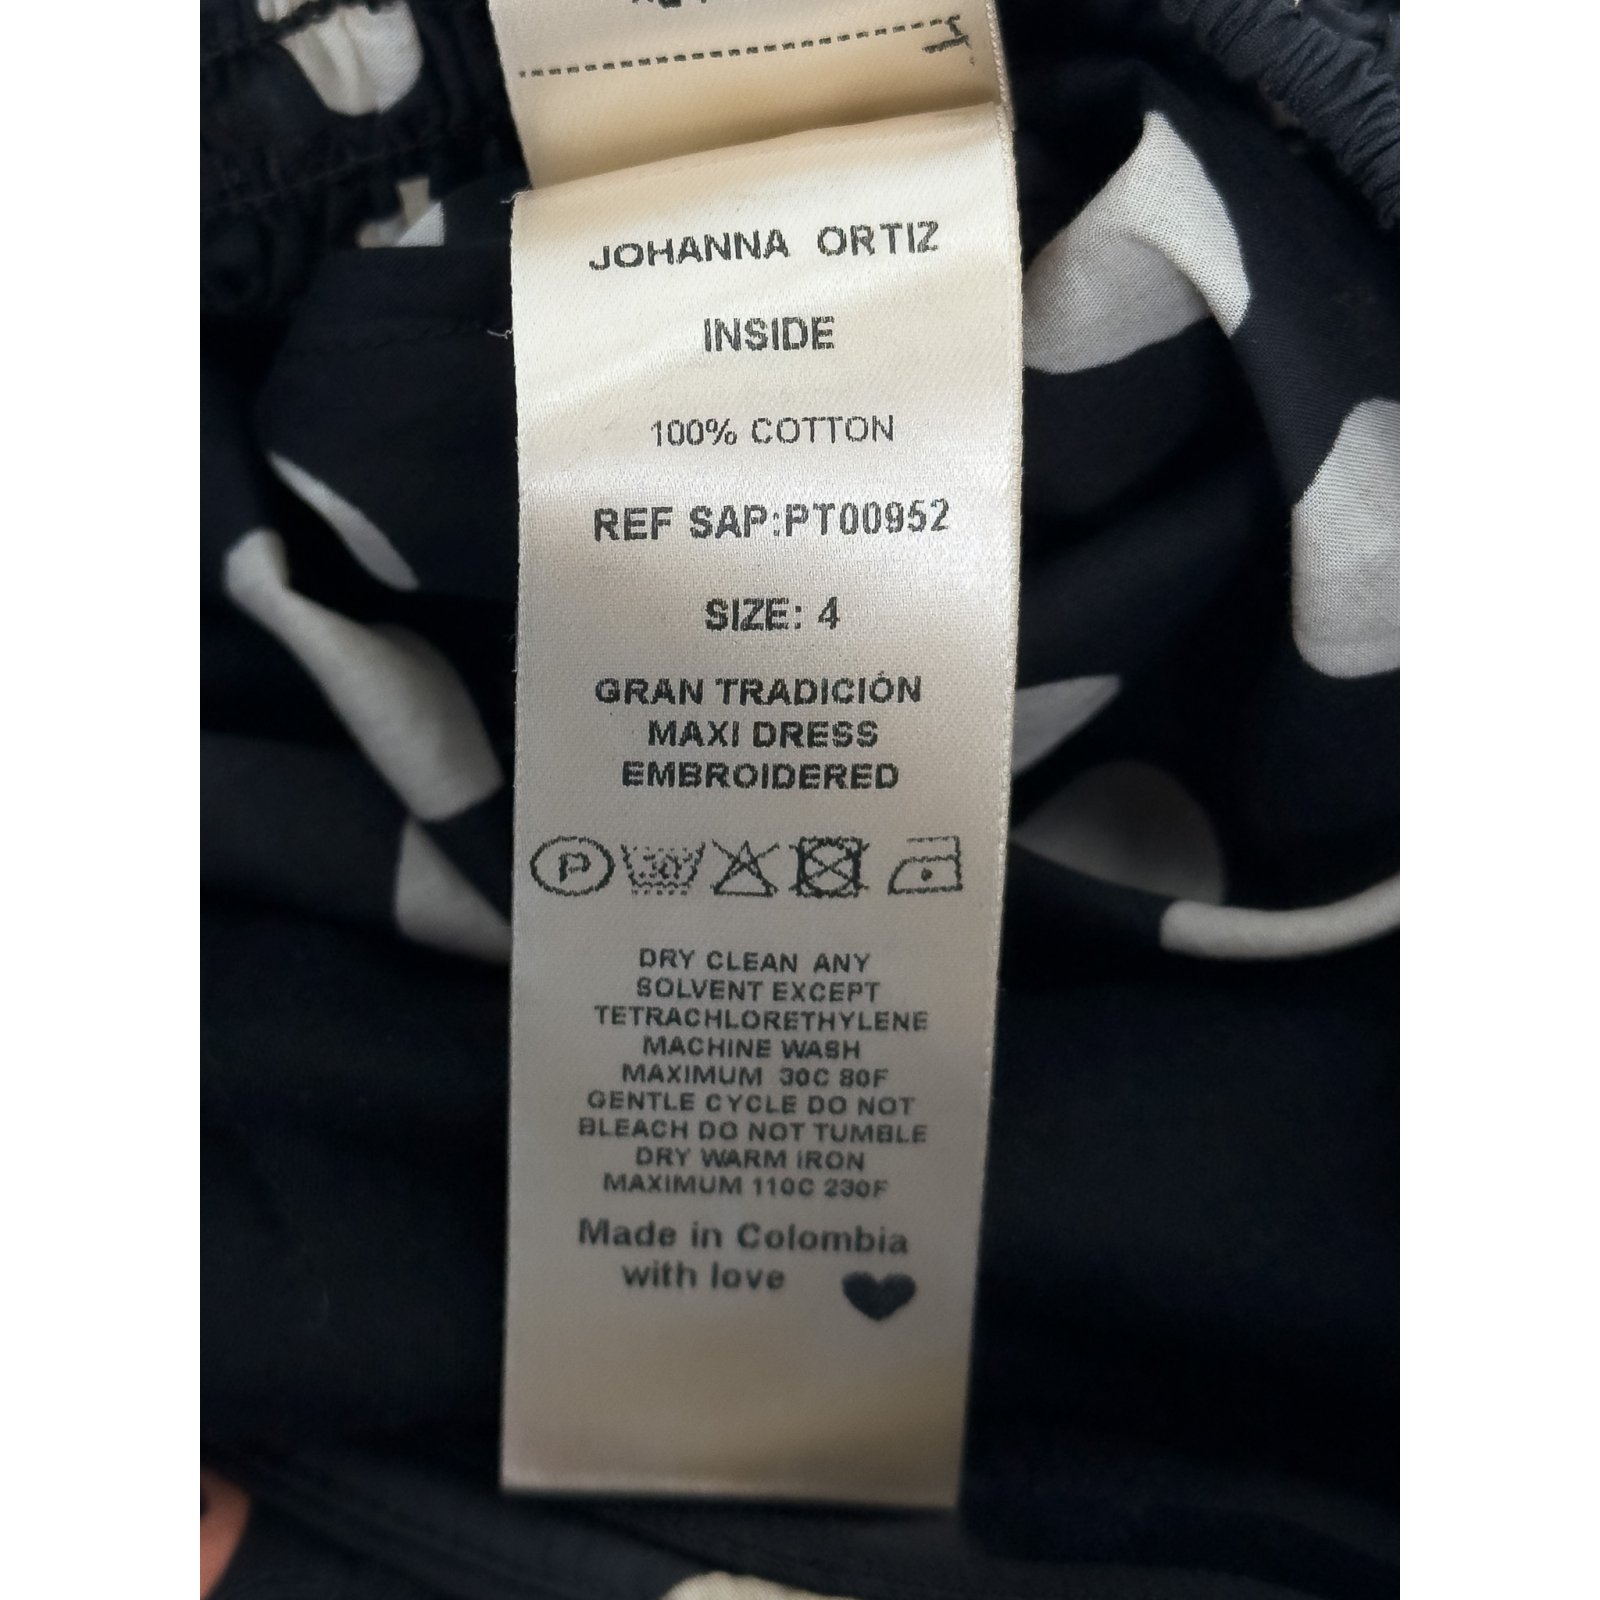 JOHANNA ORTIZ
INSIDE
100% COTTON
REF SAP:PT00952
SIZE: 4
GRAN TRADICIÓN
MAXI DRESS
EMBROIDERED
P 30°
DRY CLEAN ANY
SOLVENT EXCEPT
TETRACHLORETHYLENE
MACHINE WASH
MAXIMUM 30C 80F
GENTLE CYCLE DO NOT
BLEACH DO NOT TUMBLE
DRY WARM IRON
MAXIMUM 110C 230F
Made in Colombia
with love